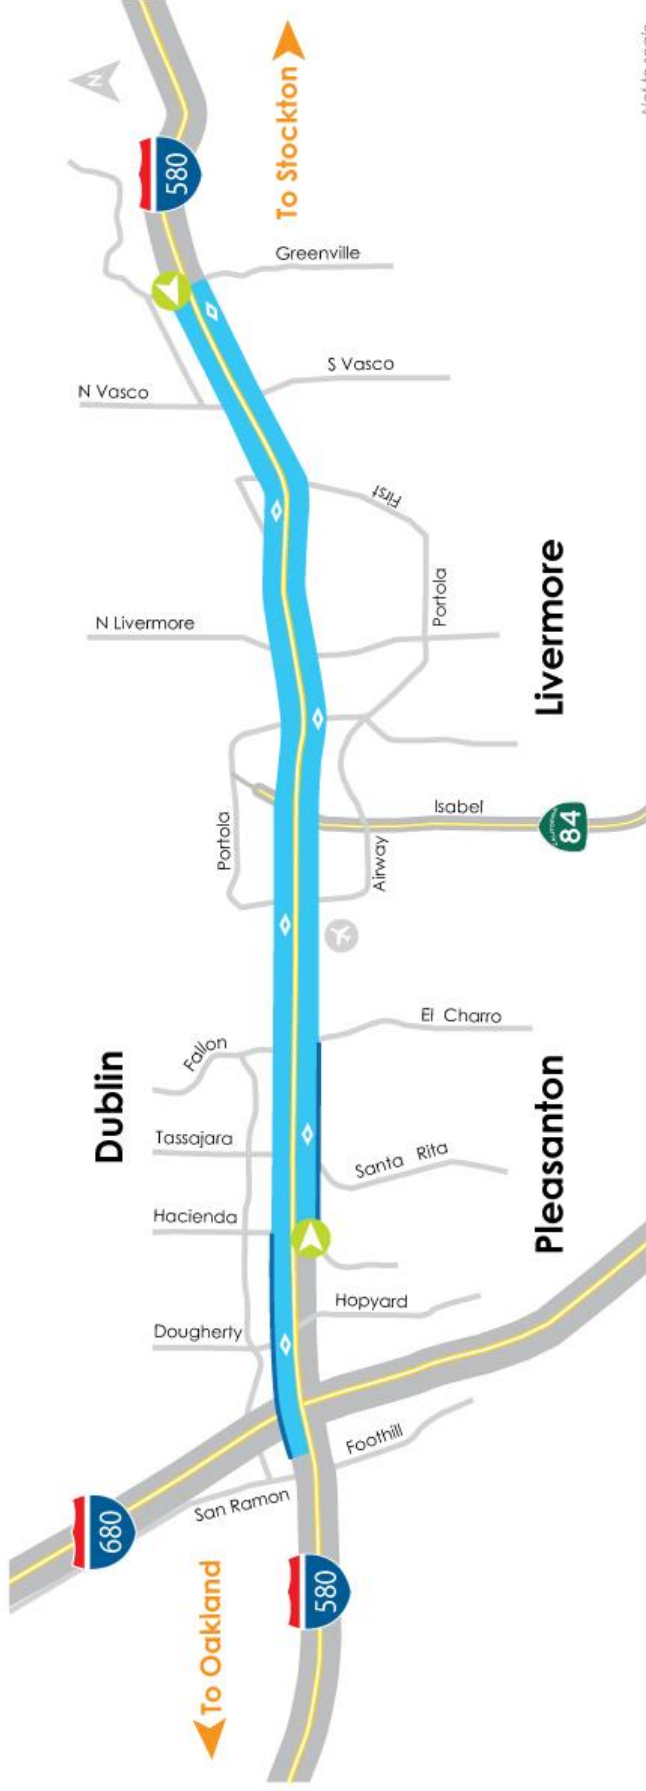 680
San Ramon
To Oakland
580
Foothill
Dougherty
Hacienda
Tassajara
Fallon
Dublin
Hopyard
Santa Rita
El Charro
Pleasanton
Portola
Airway
Isabel
CALIFORNIA
84
N Livermore
Portola
First
Livermore
N Vasco
S Vasco
Greenville
580
N
To Stockton